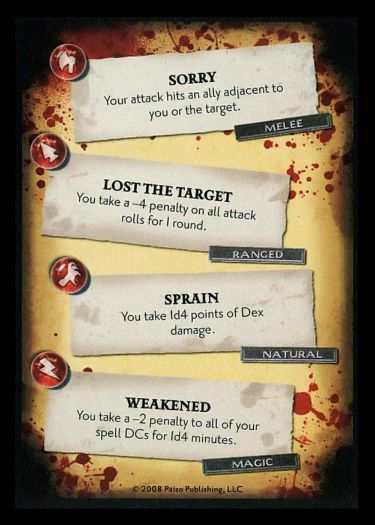 SORRY
Your attack hits an ally adjacent to
you or the target.
MELEE
LOST THE TARGET
You take a –4 penalty on all attack
rolls for 1 round.
RANGED
SPRAIN
You take 1d4 points of Dex
damage.
NATURAL
WEAKENED
You take a –2 penalty to all of your
spell DCs for 1d4 minutes.
MAGIC
© 2008 Paizo Publishing, LLC